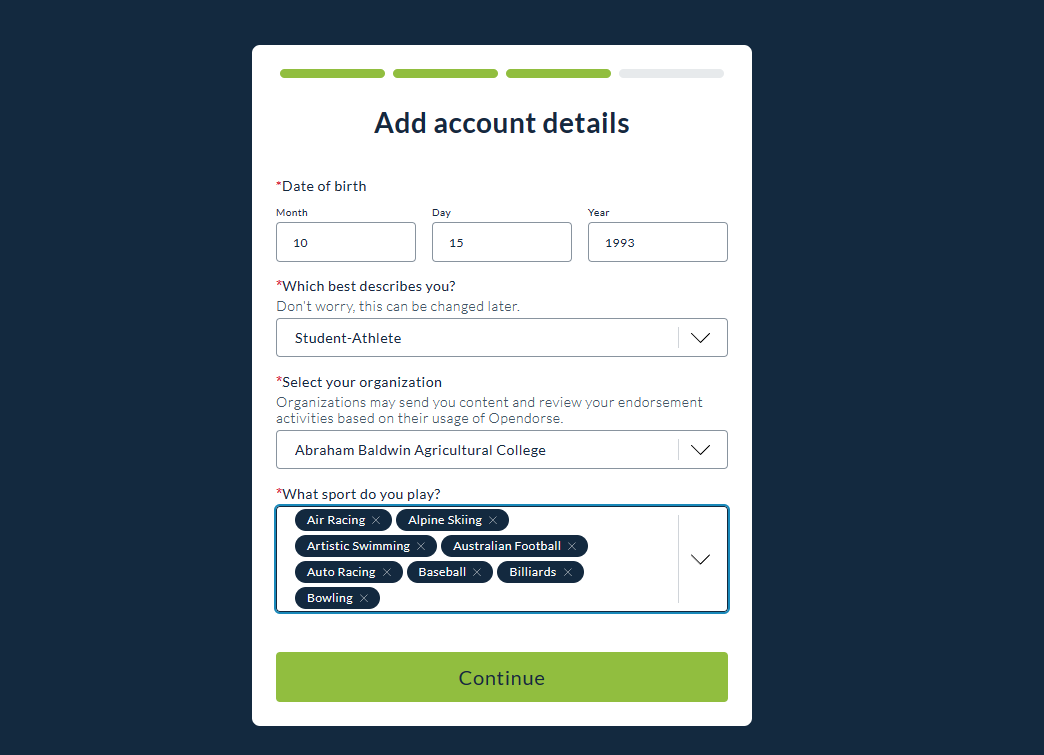 Add account details
*Date of birth
Month Day Year
10 15 1993
*Which best describes you?
Don't worry, this can be changed later.
Student-Athlete
*Select your organization
Organizations may send you content and review your endorsement
activities based on their usage of Opendorse.
Abraham Baldwin Agricultural College
*What sport do you play?
Air Racing Alpine Skiing
Artistic Swimming Australian Football
Auto Racing Baseball Billiards
Bowling
Continue